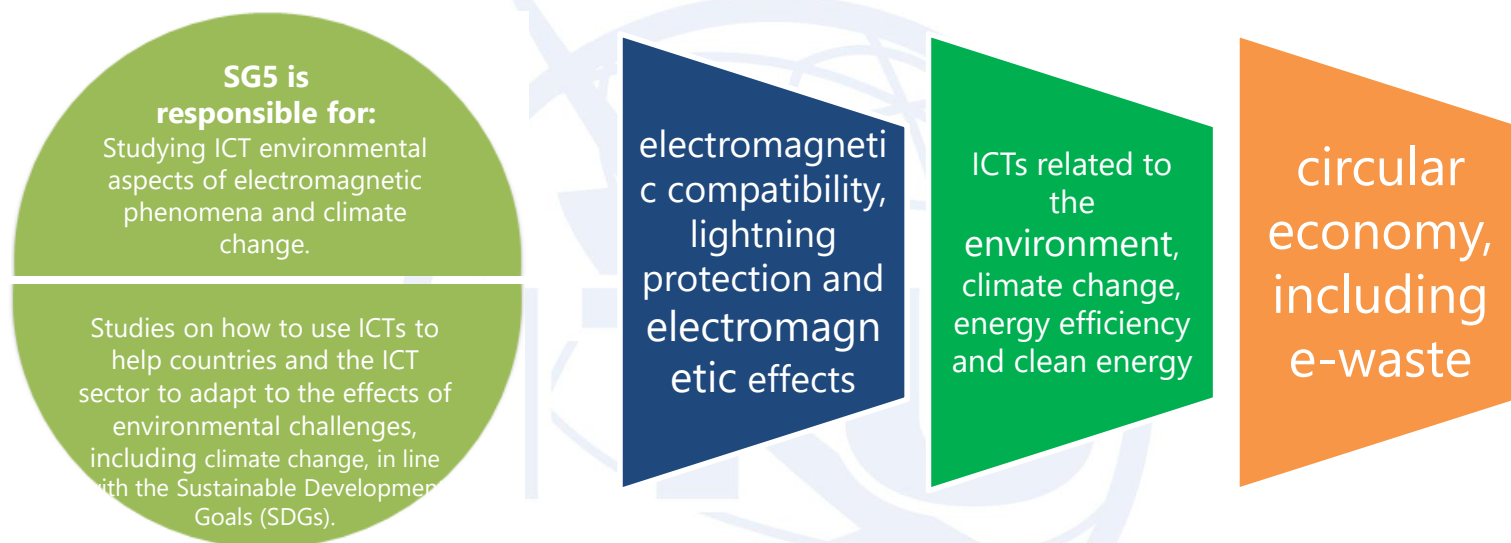 SG5 is
responsible for:
Studying ICT environmental
aspects of electromagnetic
phenomena and climate
change.
Studies on how to use ICTs to
help countries and the ICT
sector to adapt to the effects of
environmental challenges,
including climate change, in line
with the Sustainable Development
Goals (SDGs).
electromagneti
c compatibility,
lightning
protection and
electromagn
etic effects
ICTs related to
the
environment,
climate change,
energy efficiency
and clean energy
circular
economy,
including
e-waste